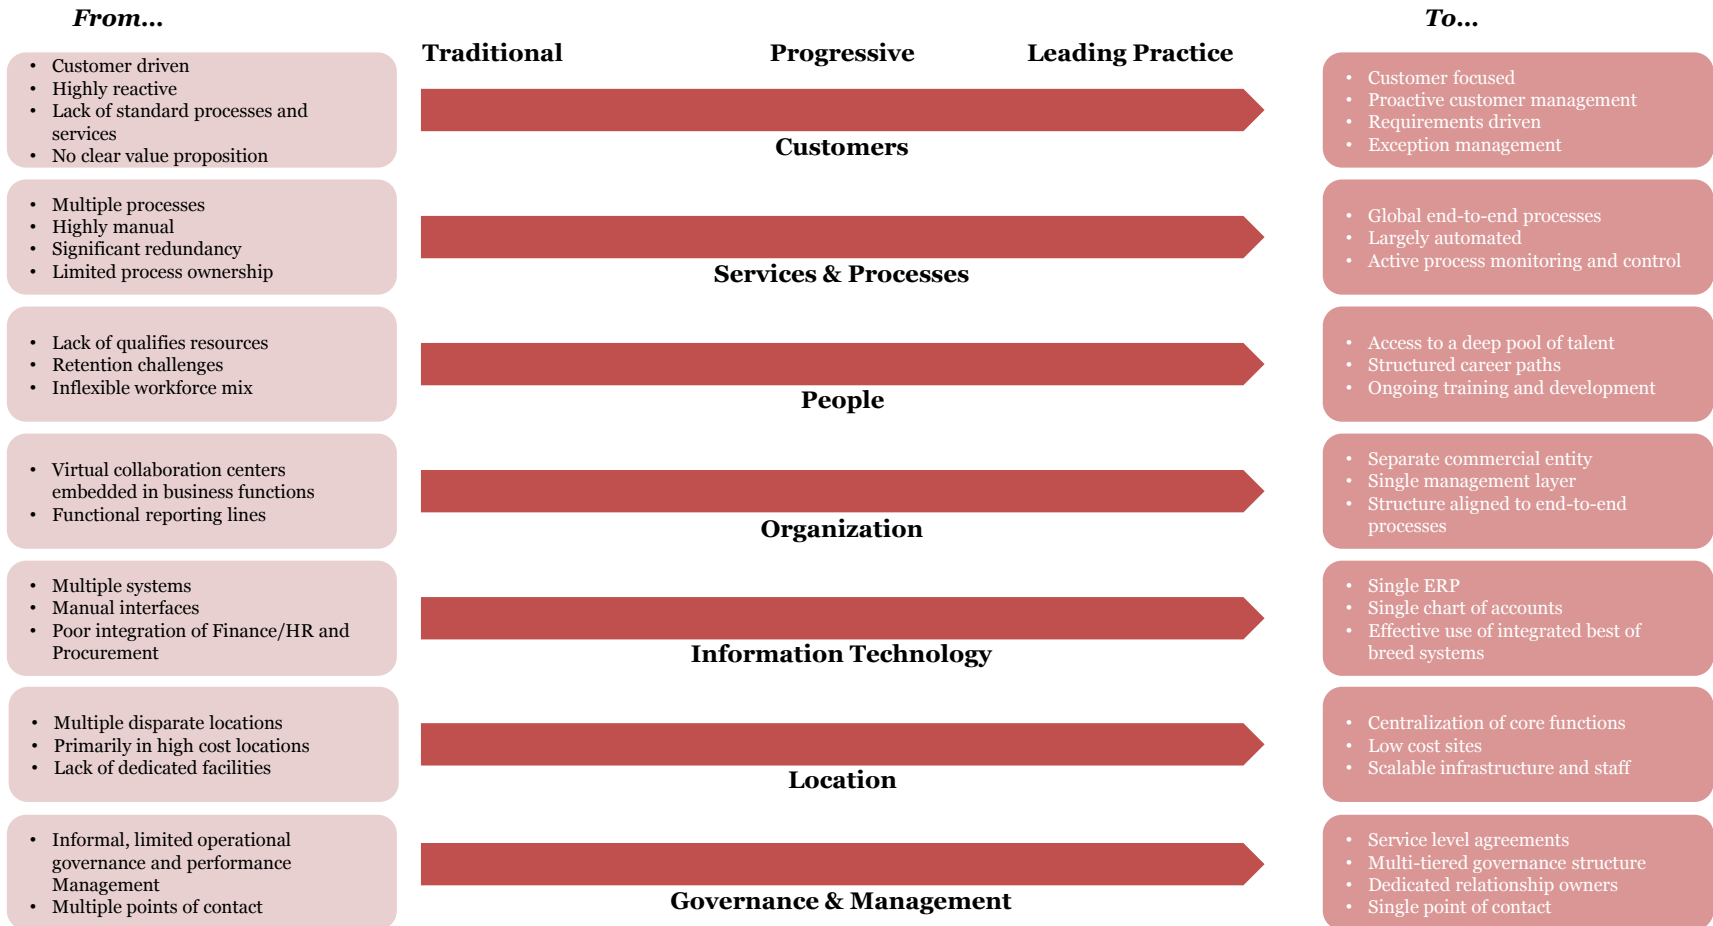 From...
To...
Traditional
Progressive
Leading Practice
• Customer driven
• Highly reactive
• Lack of standard processes and
services
• No clear value proposition
Customers
• Customer focused
• Proactive customer management
• Requirements driven
• Exception management
• Multiple processes
• Highly manual
• Significant redundancy
• Limited process ownership
Services & Processes
• Global end-to-end processes
• Largely automated
• Active process monitoring and control
• Lack of qualifies resources
• Retention challenges
• Inflexible workforce mix
People
• Access to a deep pool of talent
• Structured career paths
• Ongoing training and development
• Virtual collaboration centers
embedded in business functions
• Functional reporting lines
Organization
• Separate commercial entity
• Single management layer
• Structure aligned to end-to-end
processes
• Multiple systems
• Manual interfaces
• Poor integration of Finance/HR and
Procurement
Information Technology
• Single ERP
• Single chart of accounts
• Effective use of integrated best of
breed systems
• Multiple disparate locations
• Primarily in high cost locations
• Lack of dedicated facilities
Location
• Centralization of core functions
• Low cost sites
• Scalable infrastructure and staff
• Informal, limited operational
governance and performance
Management
• Multiple points of contact
Governance & Management
• Service level agreements
• Multi-tiered governance structure
• Dedicated relationship owners
• Single point of contact